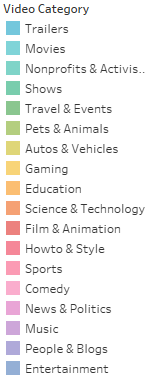 Video Category
Trailers
Movies
Nonprofits & Activis..
Shows
Travel & Events
Pets & Animals
Autos & Vehicles
Gaming
Education
Science & Technology
Film & Animation
Howto & Style
Sports
Comedy
News & Politics
Music
People & Blogs
Entertainment